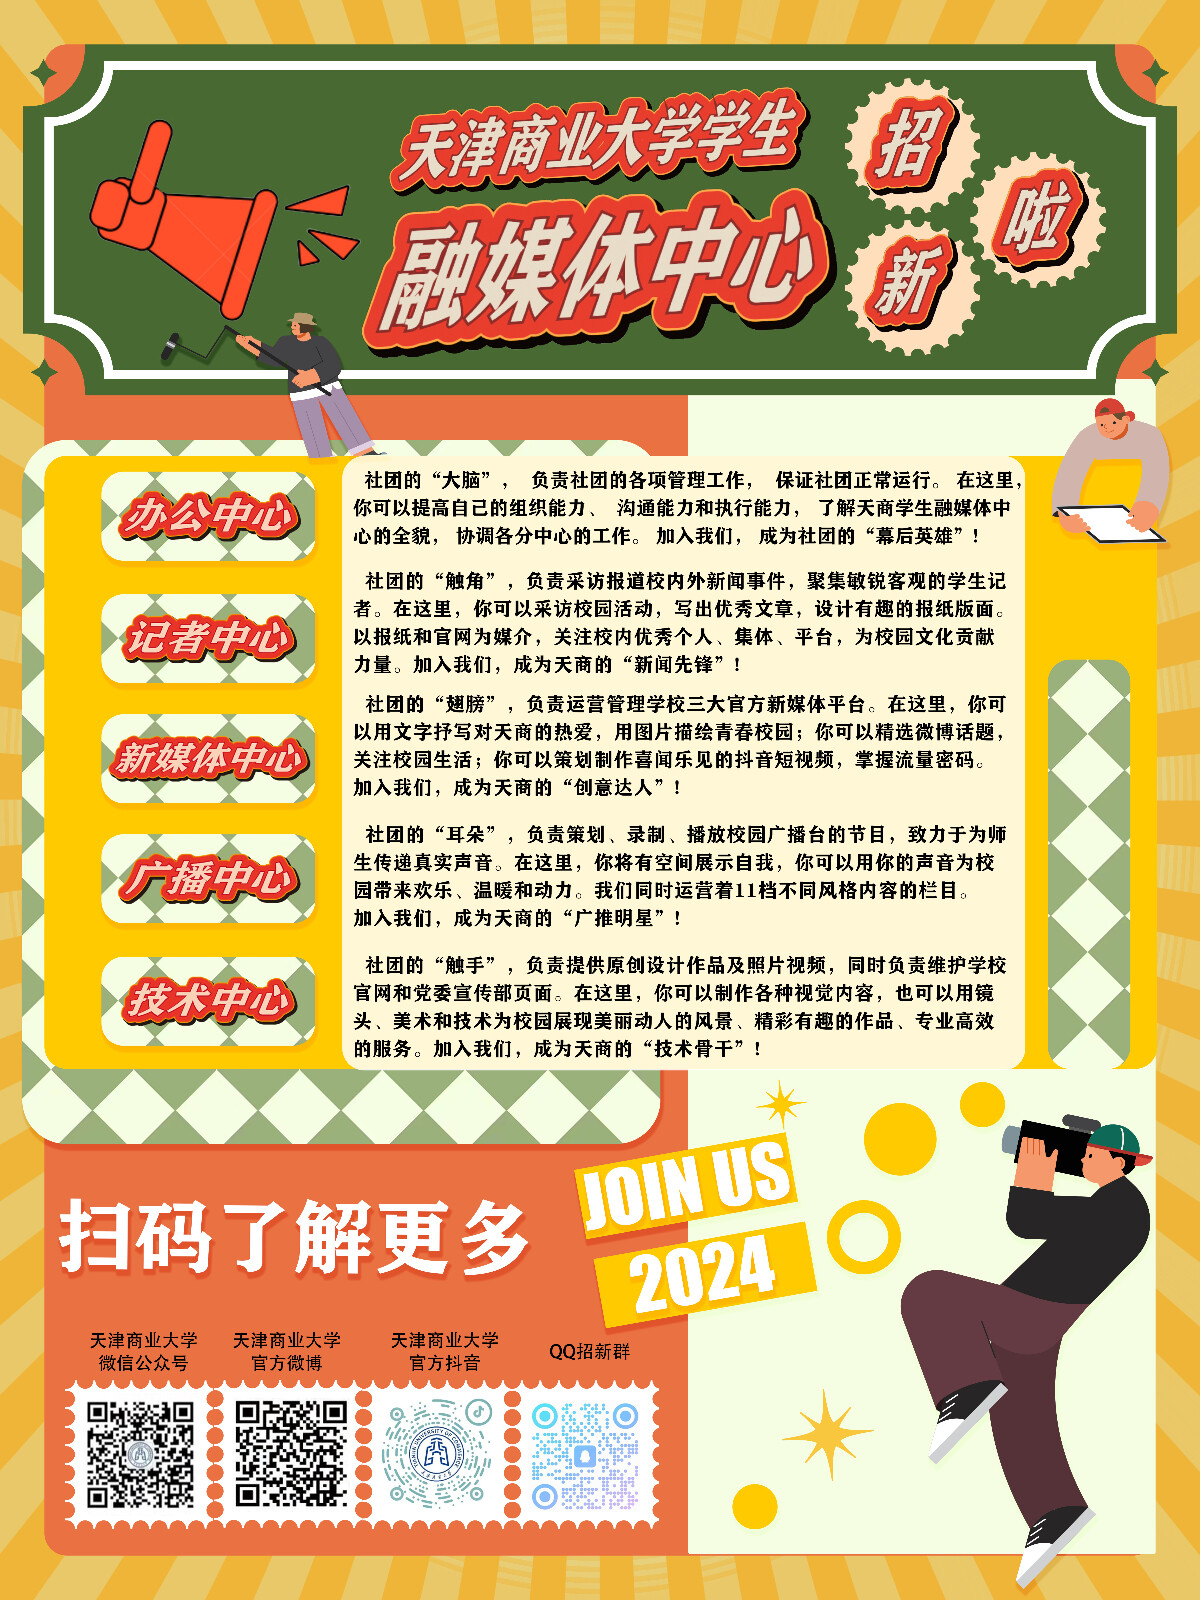 天津商业大学学生
融媒体中心
招
新
啦
办公中心
社团的“大脑”， 负责社团的各项管理工作， 保证社团正常运行。 在这里，
你可以提高自己的组织能力、 沟通能力和执行能力， 了解天商学生融媒体中
心的全貌， 协调各分中心的工作。 加入我们， 成为社团的“幕后英雄”！
记者中心
社团的“触角”，负责采访报道校内外新闻事件，聚集敏锐客观的学生记
者。在这里，你可以采访校园活动，写出优秀文章，设计有趣的报纸版面。
以报纸和官网为媒介，关注校内优秀个人、集体、平台，为校园文化贡献
力量。加入我们，成为天商的“新闻先锋”！
新媒体中心
社团的“翅膀”，负责运营管理学校三大官方新媒体平台。在这里，你可
以用文字抒写对天商的热爱，用图片描绘青春校园；你可以精选微博话题，
关注校园生活；你可以策划制作喜闻乐见的抖音短视频，掌握流量密码。
加入我们，成为天商的“创意达人”！
广播中心
社团的“耳朵”，负责策划、录制、播放校园广播台的节目，致力于为师
生传递真实声音。在这里，你将有空间展示自我，你可以用你的声音为校
园带来欢乐、温暖和动力。我们同时运营着11档不同风格内容的栏目。
加入我们，成为天商的“广推明星”！
技术中心
社团的“触手”，负责提供原创设计作品及照片视频，同时负责维护学校
官网和党委宣传部页面。在这里，你可以制作各种视觉内容，也可以用镜
头、美术和技术为校园展现美丽动人的风景、精彩有趣的作品、专业高效
的服务。加入我们，成为天商的“技术骨干”！
JOIN US
2024
扫码了解更多
天津商业大学
微信公众号
天津商业大学
官方微博
天津商业大学
官方抖音
QQ招新群